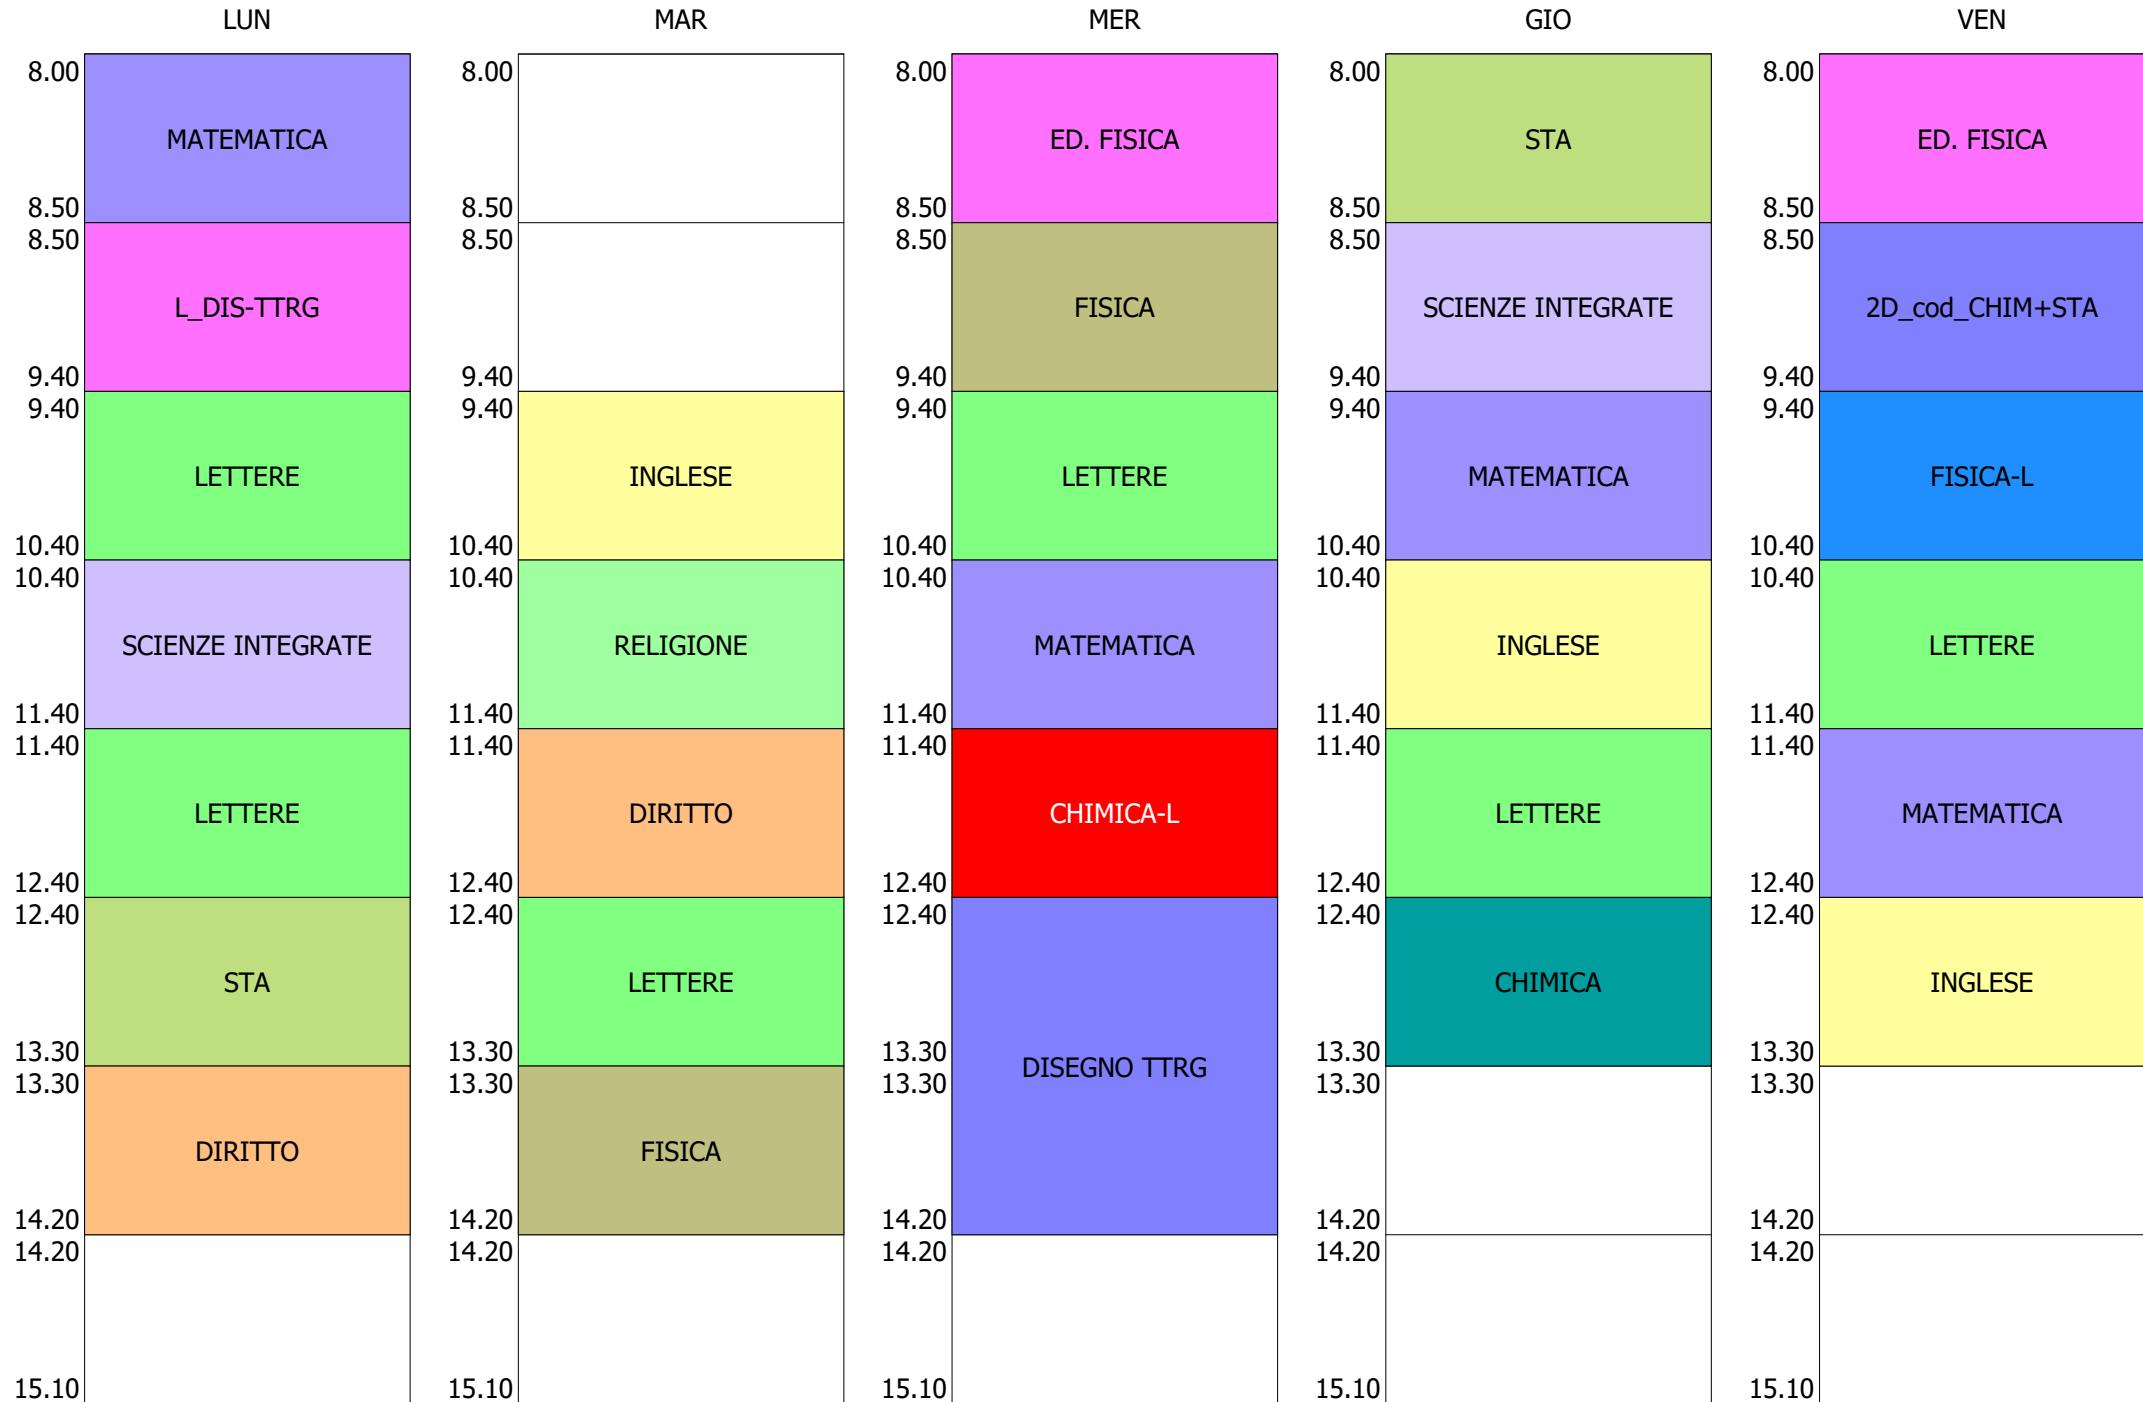 LUN MAR MER GIO VEN
8.00 8.00 8.00 8.00 8.00
MATEMATICA ED. FISICA STA ED. FISICA
8.50 8.50 8.50 8.50 8.50
8.50 8.50 8.50 8.50 8.50
L_DIS-TTRG FISICA SCIENZE INTEGRATE 2D_cod_CHIM+STA
9.40 9.40 9.40 9.40 9.40
9.40 9.40 9.40 9.40 9.40
LETTERE INGLESE LETTERE MATEMATICA FISICA-L
10.40 10.40 10.40 10.40 10.40
10.40 10.40 10.40 10.40 10.40
SCIENZE INTEGRATE RELIGIONE MATEMATICA INGLESE LETTERE
11.40 11.40 11.40 11.40 11.40
11.40 11.40 11.40 11.40 11.40
LETTERE DIRITTO CHIMICA-L LETTERE MATEMATICA
12.40 12.40 12.40 12.40 12.40
12.40 12.40 12.40 12.40 12.40
STA LETTERE CHIMICA INGLESE
13.30 13.30 13.30 13.30 13.30
DISEGNO TTRG
13.30 13.30 13.30 13.30 13.30
DIRITTO FISICA
14.20 14.20 14.20 14.20 14.20
14.20 14.20 14.20 14.20 14.20
15.10 15.10 15.10 15.10 15.10